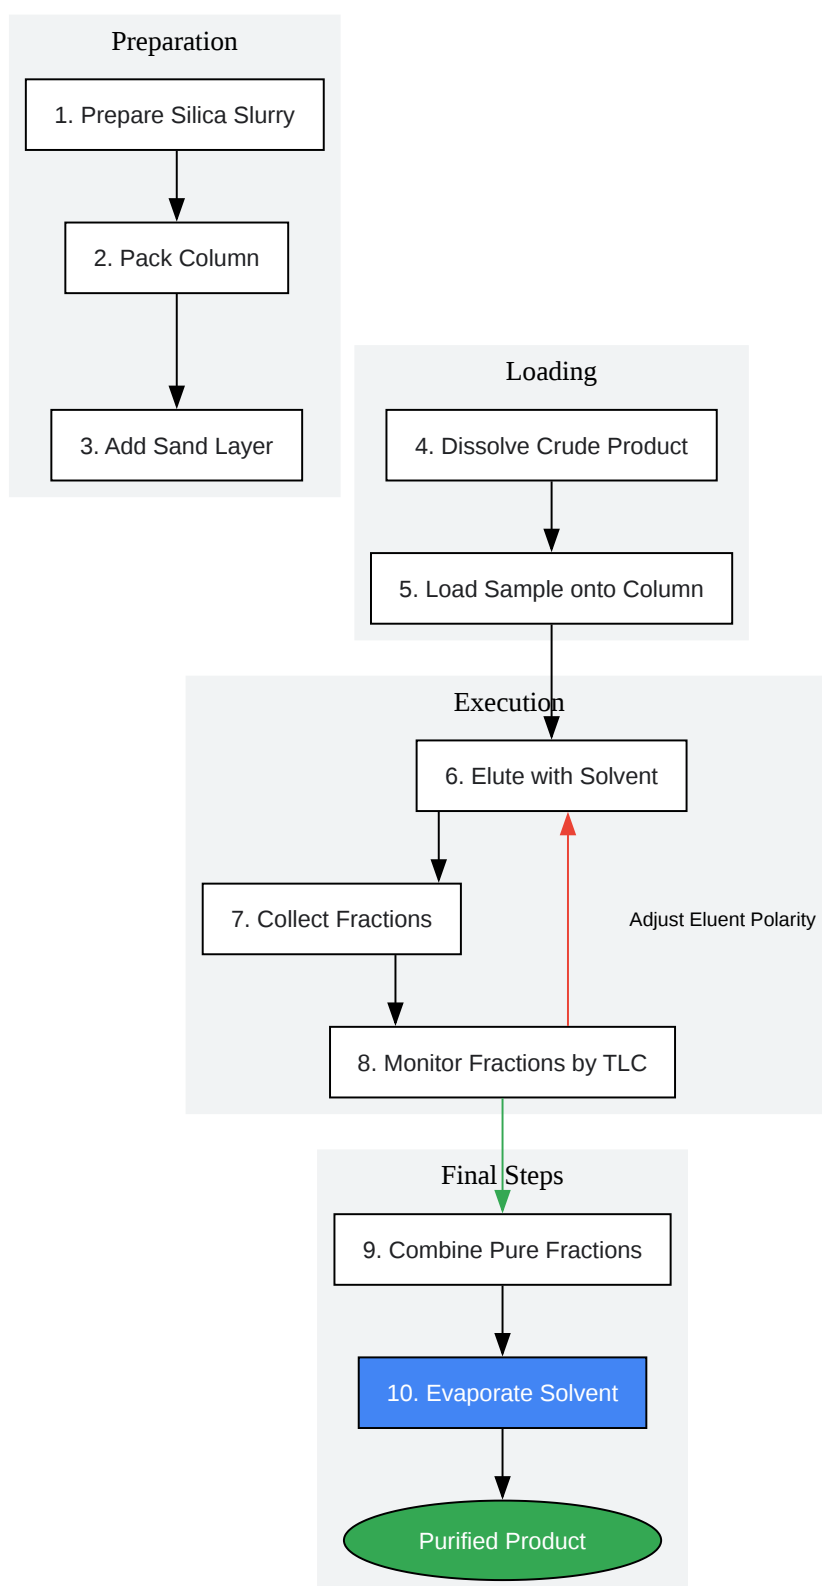 Preparation
1. Prepare Silica Slurry
2. Pack Column
3. Add Sand Layer
Loading
4. Dissolve Crude Product
5. Load Sample onto Column
Execution
6. Elute with Solvent
7. Collect Fractions
Adjust Eluent Polarity
8. Monitor Fractions by TLC
Final Steps
9. Combine Pure Fractions
10. Evaporate Solvent
Purified Product